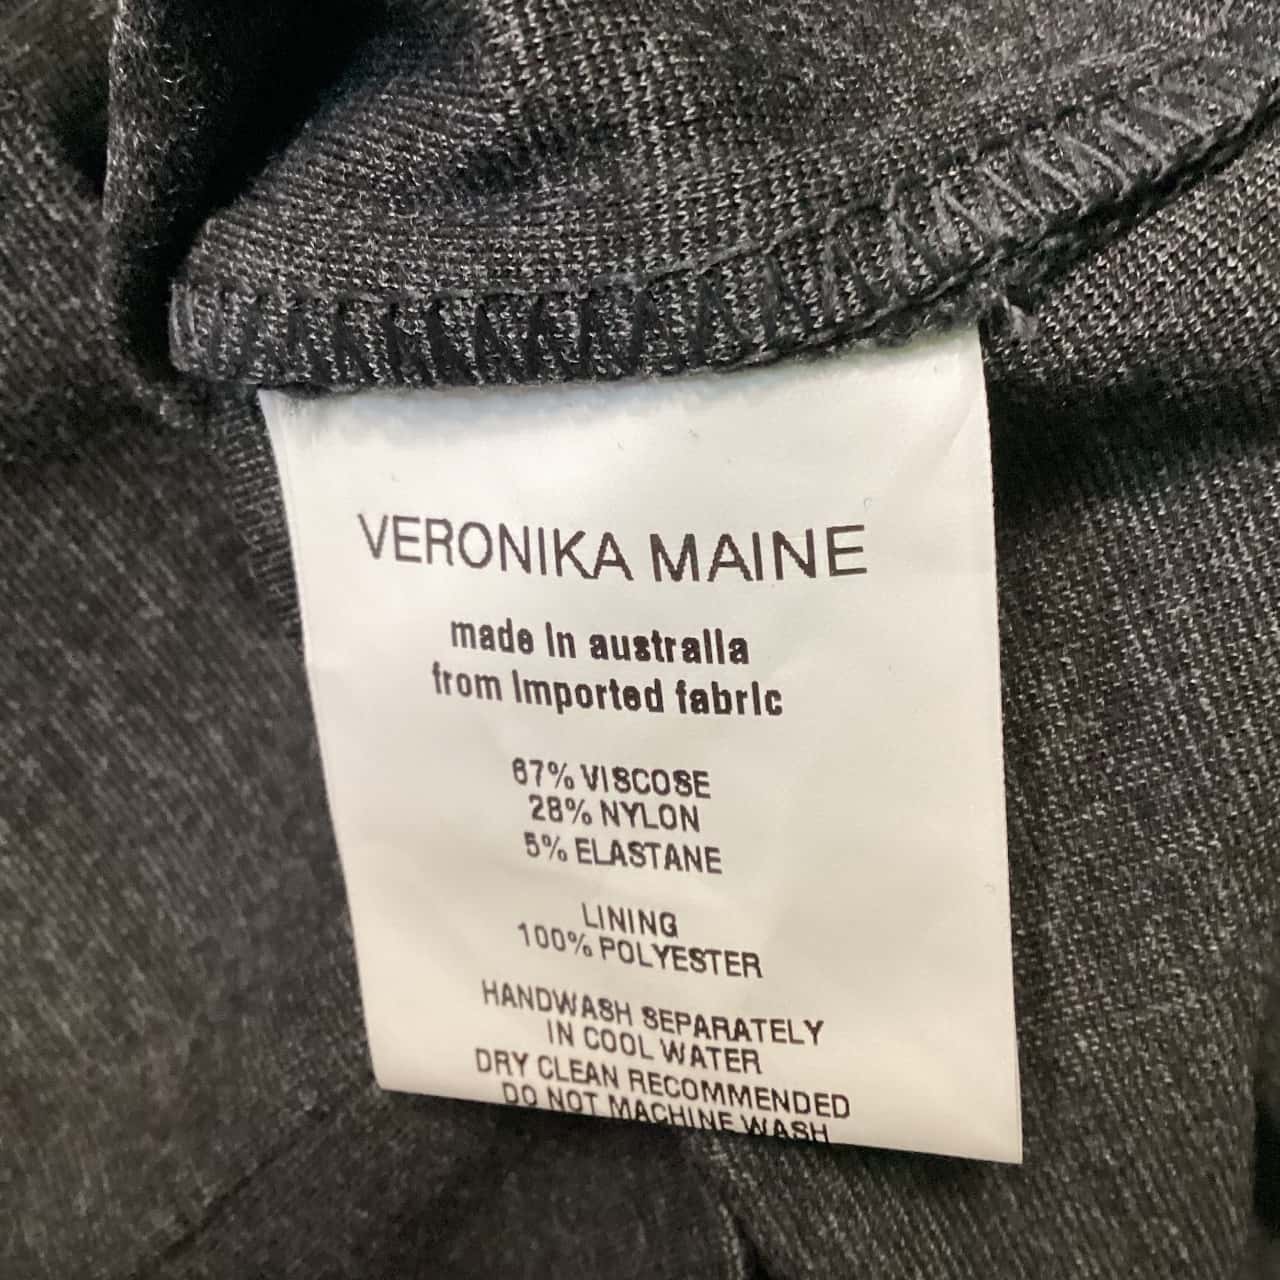 VERONIKA MAINE
made in australia
from imported fabric
67% VISCOSE
28% NYLON
5% ELASTANE
LINING
100% POLYESTER
HANDWASH SEPARATELY
IN COOL WATER
DRY CLEAN RECOMMENDED
DO NOT MACHINE WASH